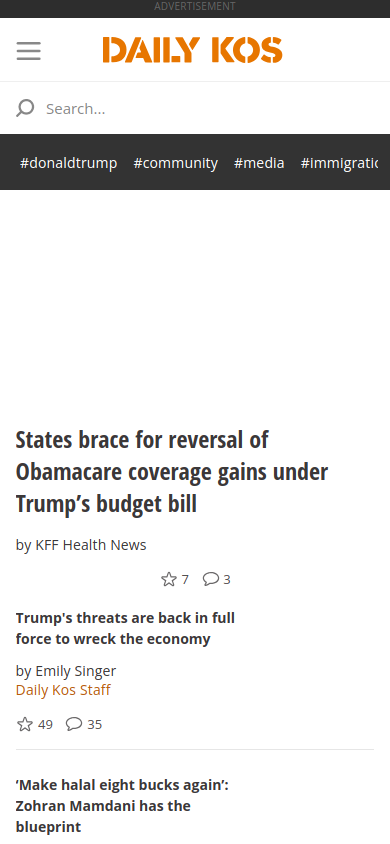 ADVERTISEMENT
DAILY KOS
Search...
#donaldtrump #community #media #immigratic
States brace for reversal of
Obamacare coverage gains under
Trump’s budget bill
by KFF Health News
7 3
Trump's threats are back in full
force to wreck the economy
by Emily Singer
Daily Kos Staff
49 35
‘Make halal eight bucks again’:
Zohran Mamdani has the
blueprint